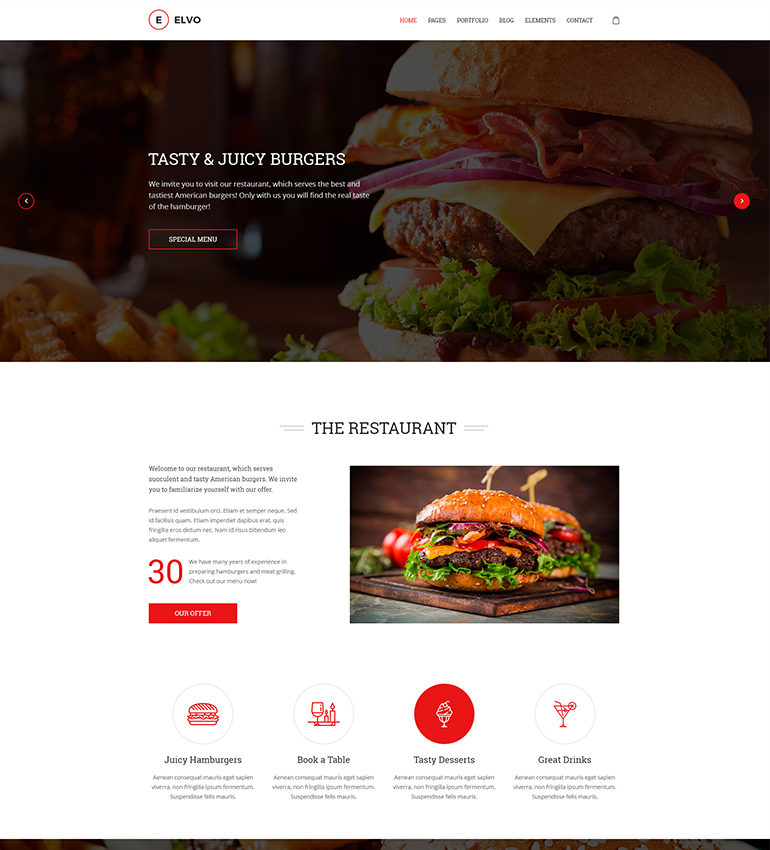 E ELVO
HOME PAGES PORTFOLIO BLOG ELEMENTS CONTACT
TASTY & JUICY BURGERS
We invite you to visit our restaurant, which serves the best and
tastiest American burgers! Only with us you will find the real taste
of the hamburger!
SPECIAL MENU
THE RESTAURANT
Welcome to our restaurant, which serves
succulent and tasty American burgers. We invite
you to familiarize yourself with our offer.
Praesent id vestibulum orci. Etiam et semper neque. Sed
id facilisis quam. Etiam imperdiet dapibus erat, quis
fringilla eros dictum nec. Nam id risus bibendum leo
aliquet fermentum.
30
We have many years of experience in
preparing hamburgers and meat grilling.
Check out our menu now!
OUR OFFER
Juicy Hamburgers
Aenean consequat mauris eget sapien
viverra, non fringilla ipsum fermentum.
Suspendisse felis mauris.
Book a Table
Aenean consequat mauris eget sapien
viverra, non fringilla ipsum fermentum.
Suspendisse felis mauris.
Tasty Desserts
Aenean consequat mauris eget sapien
viverra, non fringilla ipsum fermentum.
Suspendisse felis mauris.
Great Drinks
Aenean consequat mauris eget sapien
viverra, non fringilla ipsum fermentum.
Suspendisse felis mauris.